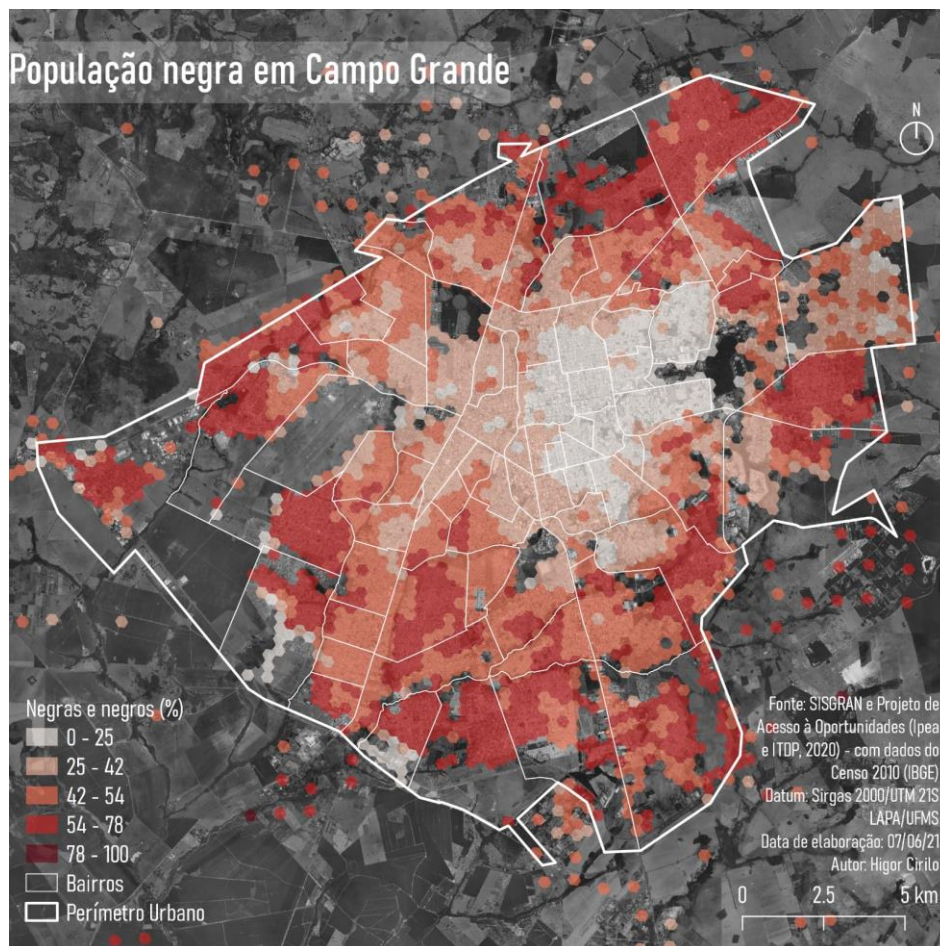 População negra em Campo Grande
N
Negras e negros (%)
0 - 25
25 - 42
42 - 54
54 - 78
78 - 100
Bairros
Perímetro Urbano
Fonte: SISGRAN e Projeto de
Acesso à Oportunidades (Ipea
e ITDP, 2020) - com dados do
Censo 2010 (IBGE)
Datum: Sirgas 2000/UTM 21S
LAPA/UFMS
Data de elaboração: 07/06/21
Autor: Higor Cirilo
0 2.5 5 km